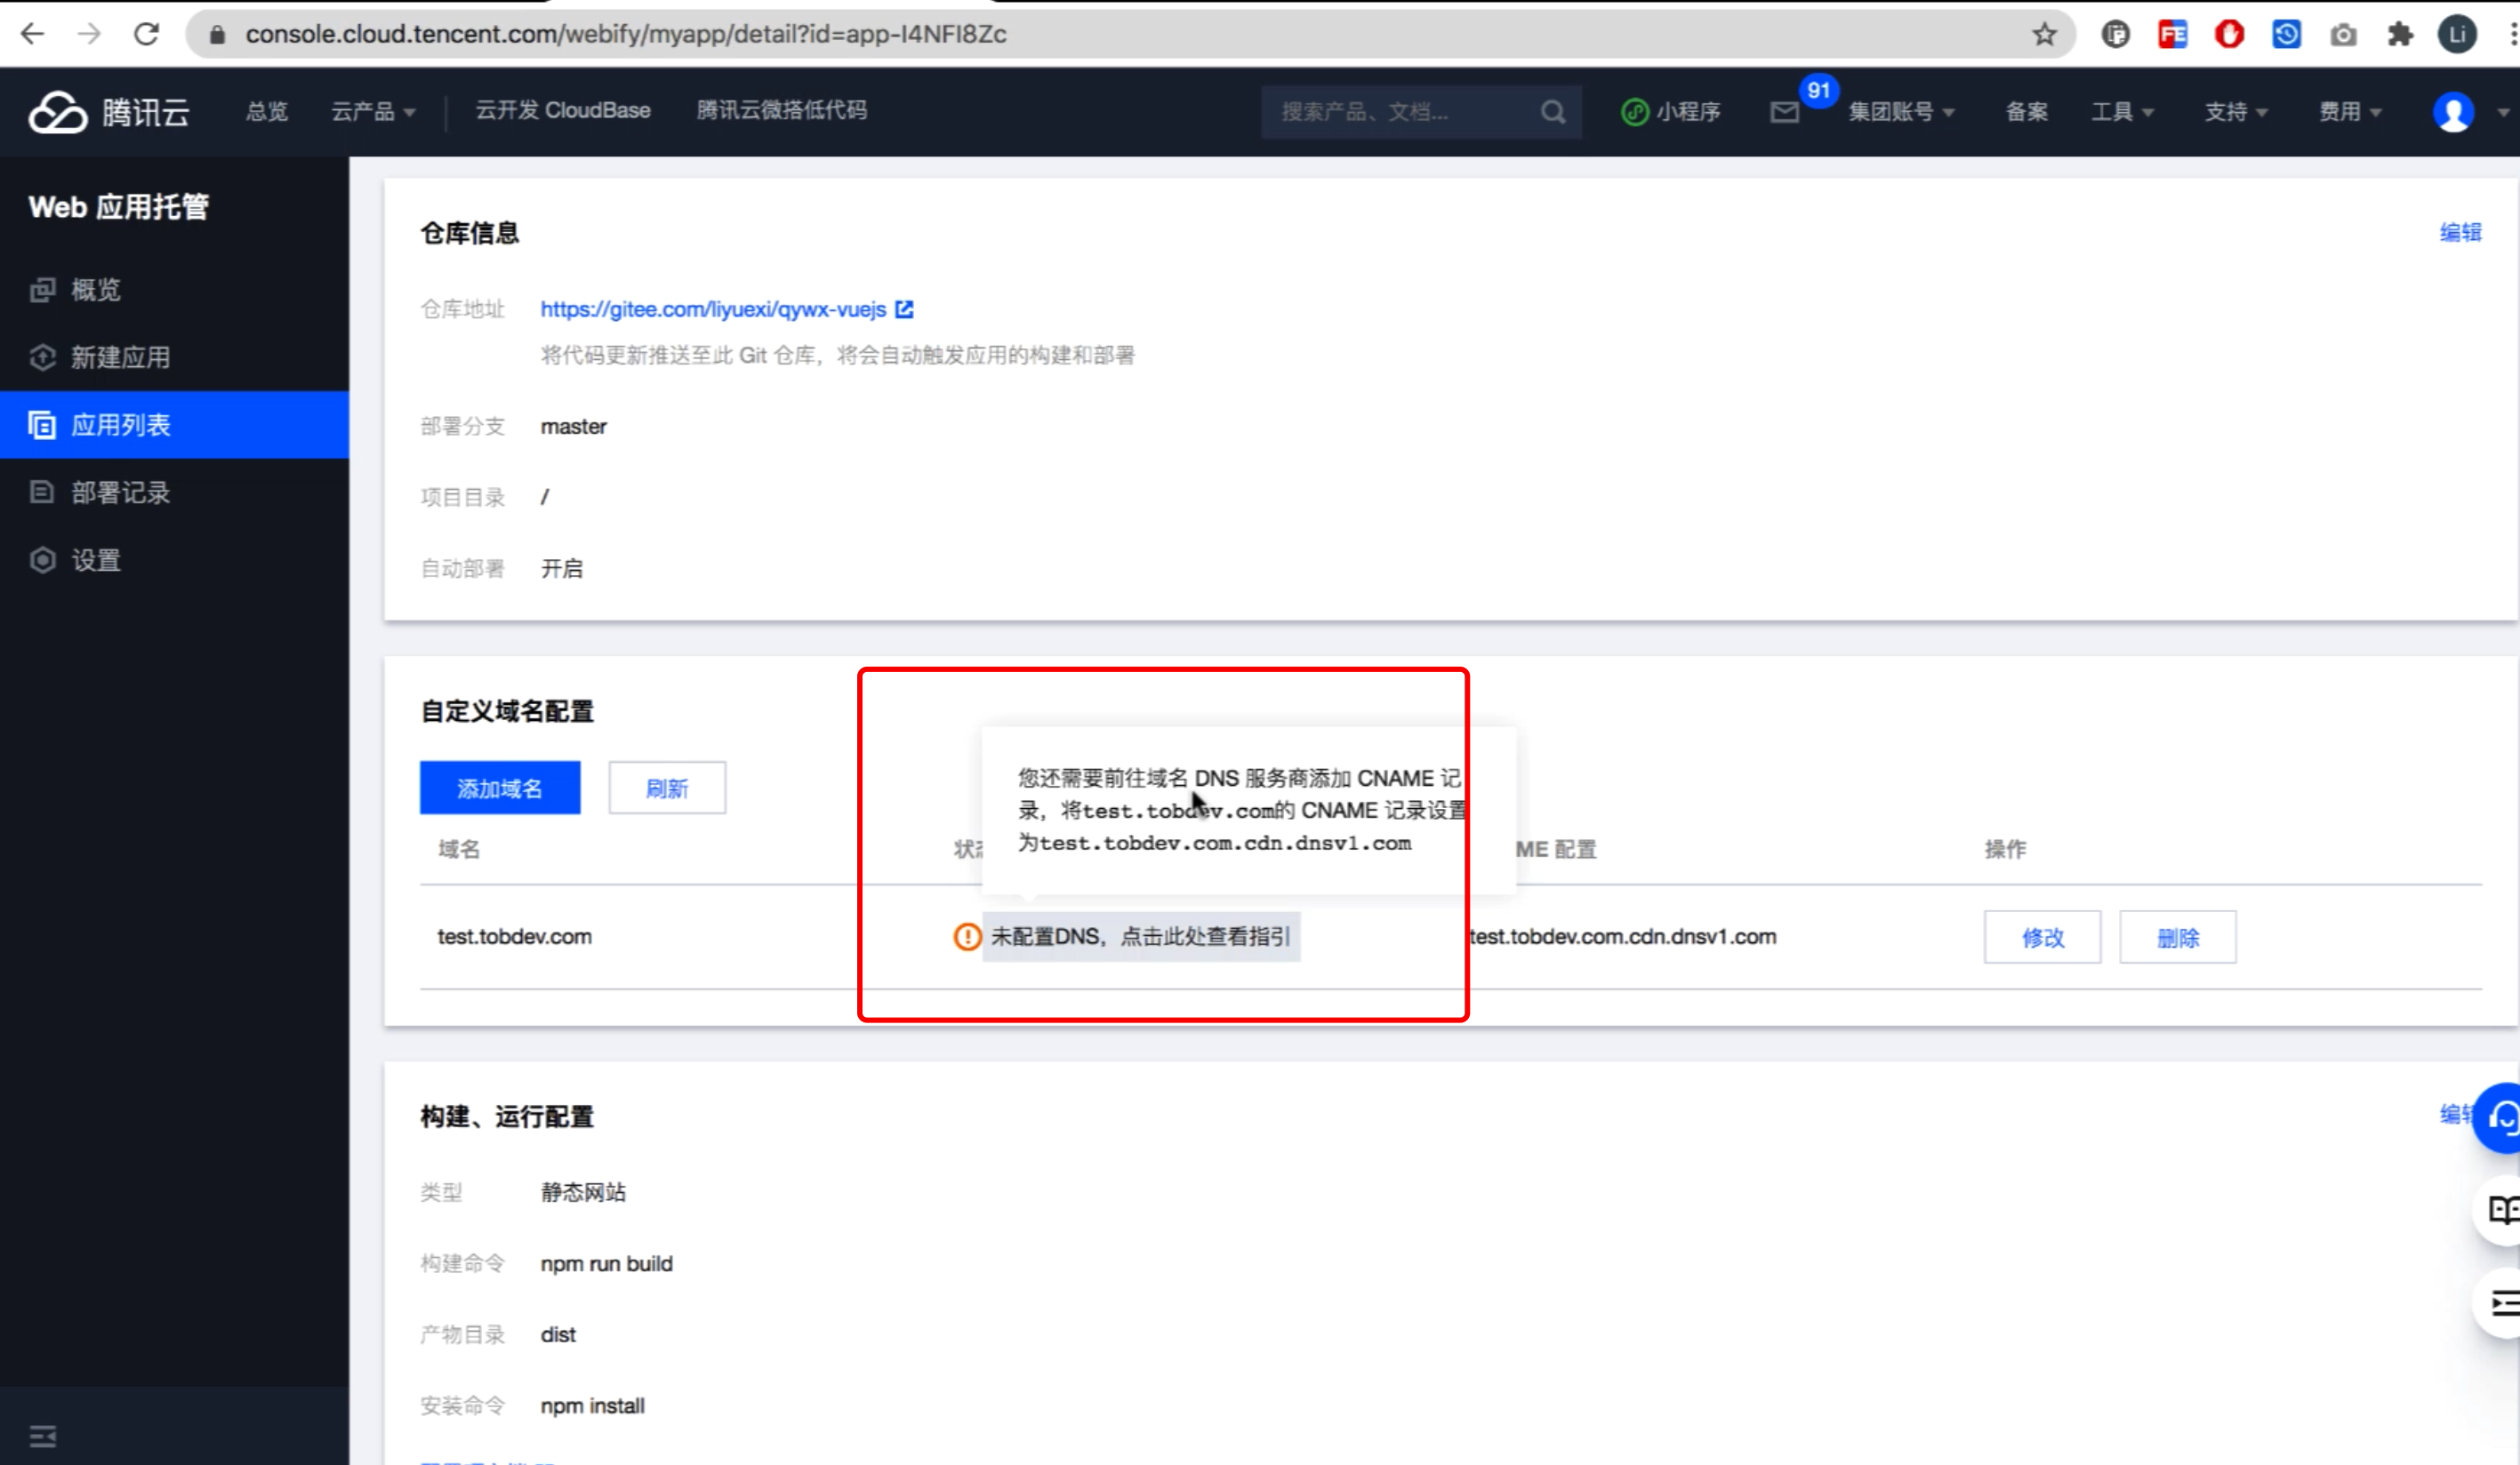 console.cloud.tencent.com/webify/myapp/detail?id=app-I4NFI8Zc
Li
腾讯云
总览
云产品
云开发 CloudBase
腾讯云微搭低代码
搜索产品、文档...
小程序
91
集团账号
备案
工具
支持
费用
Web 应用托管
概览
新建应用
应用列表
部署记录
设置
仓库信息
编辑
仓库地址 https://gitee.com/liyuexi/qywx-vuejs
将代码更新推送至此 Git 仓库，将会自动触发应用的构建和部署
部署分支 master
项目目录 /
自动部署 开启
自定义域名配置
添加域名 刷新
您还需要前往域名 DNS 服务商添加 CNAME 记
录，将test.tobdev.com的 CNAME 记录设置
为test.tobdev.com.cdn.dnsv1.com
域名 ME 配置 操作
test.tobdev.com 未配置DNS，点击此处查看指引 test.tobdev.com.cdn.dnsv1.com 修改 删除
构建、运行配置
类型 静态网站
构建命令 npm run build
产物目录 dist
安装命令 npm install